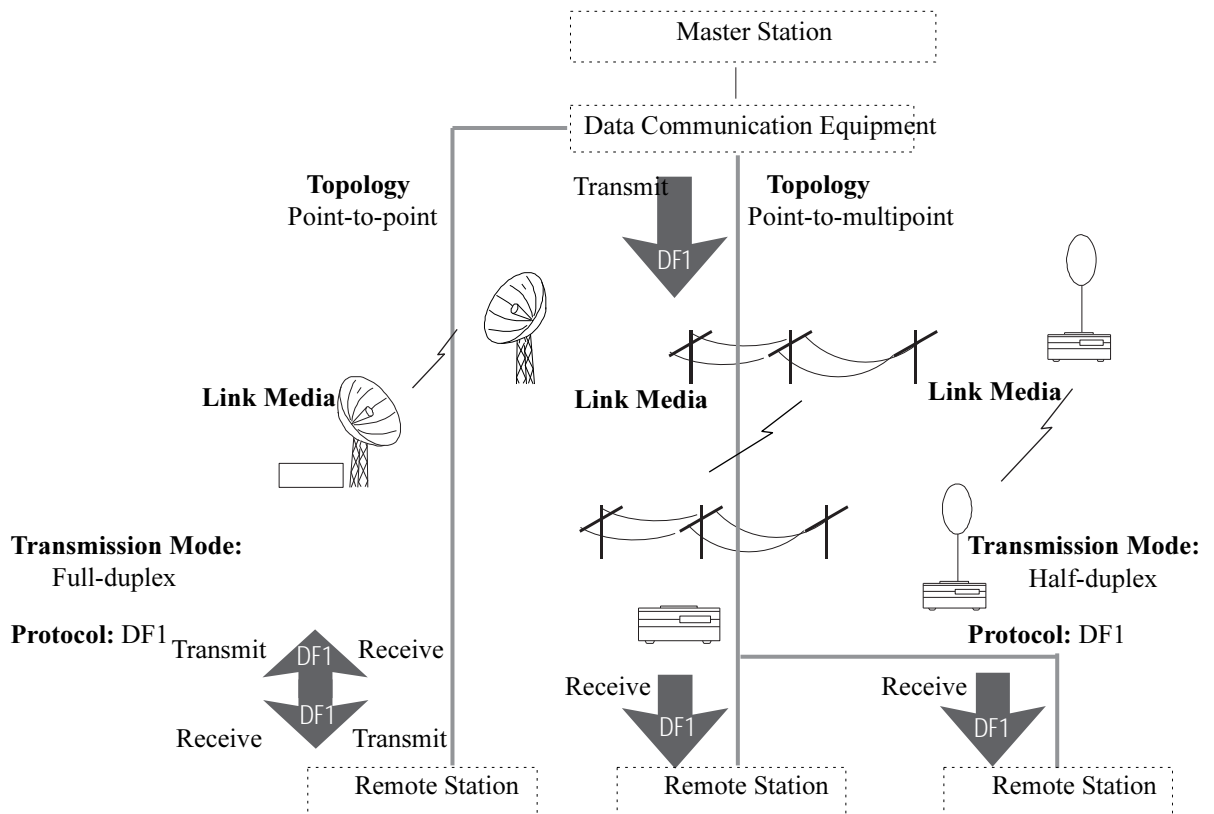 Master Station
Data Communication Equipment
Topology
Point-to-point
Transmit
DF1
Topology
Point-to-multipoint
Link Media
Link Media
Link Media
Transmission Mode:
Full-duplex
Protocol: DF1
Transmit
Receive
DF1
DF1
Receive
Transmit
Transmission Mode:
Half-duplex
Protocol: DF1
Receive
DF1
Receive
DF1
Remote Station
Remote Station
Remote Station